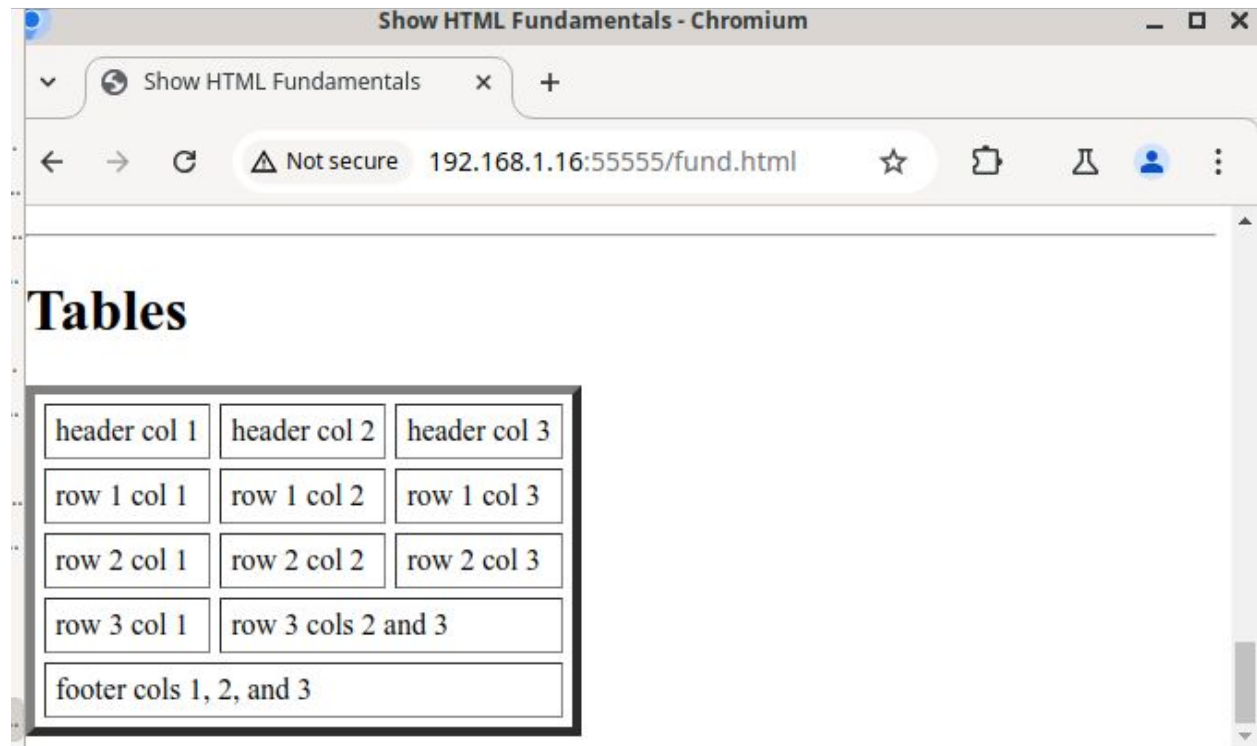 Show HTML Fundamentals - Chromium
Show HTML Fundamentals
Not secure 192.168.1.16:55555/fund.html
Tables
header col 1 header col 2 header col 3
row 1 col 1 row 1 col 2 row 1 col 3
row 2 col 1 row 2 col 2 row 2 col 3
row 3 col 1 row 3 cols 2 and 3
footer cols 1, 2, and 3